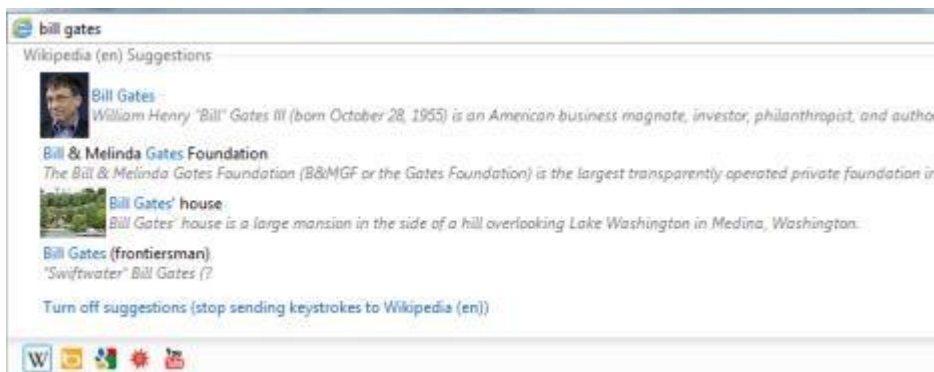 bill gates
Wikipedia (en) Suggestions
Bill Gates
William Henry "Bill" Gates III (born October 28, 1955) is an American business magnate, investor, philanthropist, and autho
Bill & Melinda Gates Foundation
The Bill & Melinda Gates Foundation (B&MGF or the Gates Foundation) is the largest transparently operated private foundation in
Bill Gates' house
Bill Gates' house is a large mansion in the side of a hill overlooking Lake Washington in Medina, Washington.
Bill Gates (frontiersman)
"Swiftwater" Bill Gates (?
Turn off suggestions (stop sending keystrokes to Wikipedia (en))
W You Tube